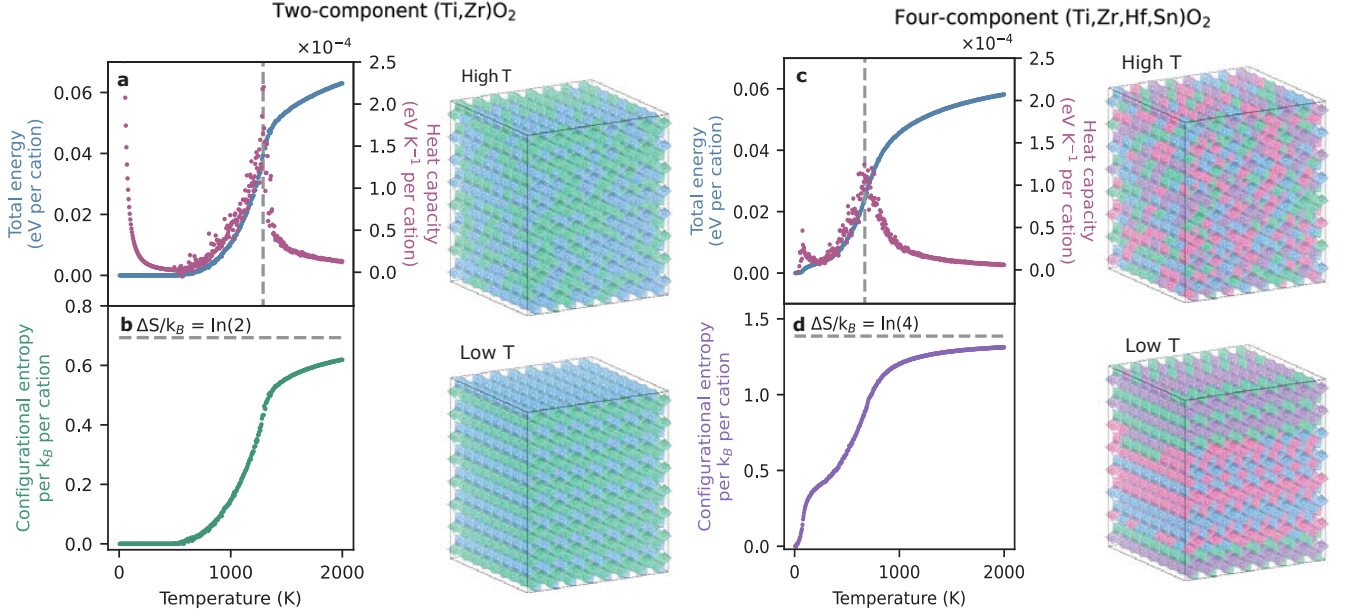 Two-component (Ti,Zr)O₂
Four-component (Ti,Zr,Hf,Sn)O₂
×10⁻⁴
a
High T
Total energy
(eV per cation)
0.06
0.04
0.02
0.00
2.5
2.0
1.5
1.0
0.5
0.0
Heat capacity
(eV K⁻¹ per cation)
b
ΔS/k_B = ln(2)
Low T
Configurational entropy
per k_B per cation
0.8
0.6
0.4
0.2
0.0
0
1000
2000
Temperature (K)
×10⁻⁴
c
High T
Total energy
(eV per cation)
0.06
0.04
0.02
0.00
2.5
2.0
1.5
1.0
0.5
0.0
Heat capacity
(eV K⁻¹ per cation)
d
ΔS/k_B = ln(4)
Low T
Configurational entropy
per k_B per cation
1.5
1.0
0.5
0.0
0
1000
2000
Temperature (K)